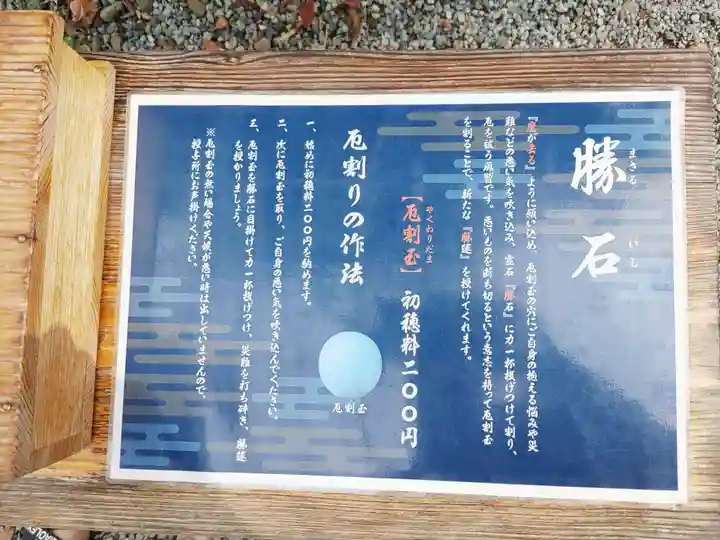 勝石
まさる いし
『魔が去る』ように願い込め、厄割玉の穴にご自身の抱える悩みや災
難などの悪い気を吹き込み、霊石『勝石』に力一杯投げつけて割り、
厄を祓う風習です。悪いものを断ち切るという意志を持って厄割玉
を割ることで、新たな『勝運』を授けてくれます。
【厄割玉】 初穂料二〇〇円
やくわりだま
厄割りの作法
一、始めに初穂料二〇〇円を納めます。
二、次に厄割玉を取り、ご自身の悪い気を吹き込んでください。
三、厄割玉を勝石に目掛けて力一杯投げつけ、災難を打ち砕き、勝運
を授かりましょう。
※厄割玉の無い場合や天候が悪い時は出していませんので、
授与所にお声掛けください。
厄割玉